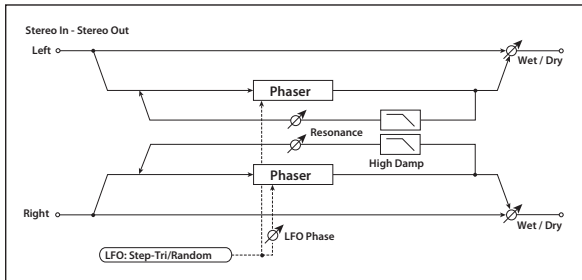 Stereo In - Stereo Out
Left
Wet / Dry
Phaser
Resonance
High Damp
Phaser
Right
LFO Phase
Wet / Dry
LFO: Step-Tri/Random